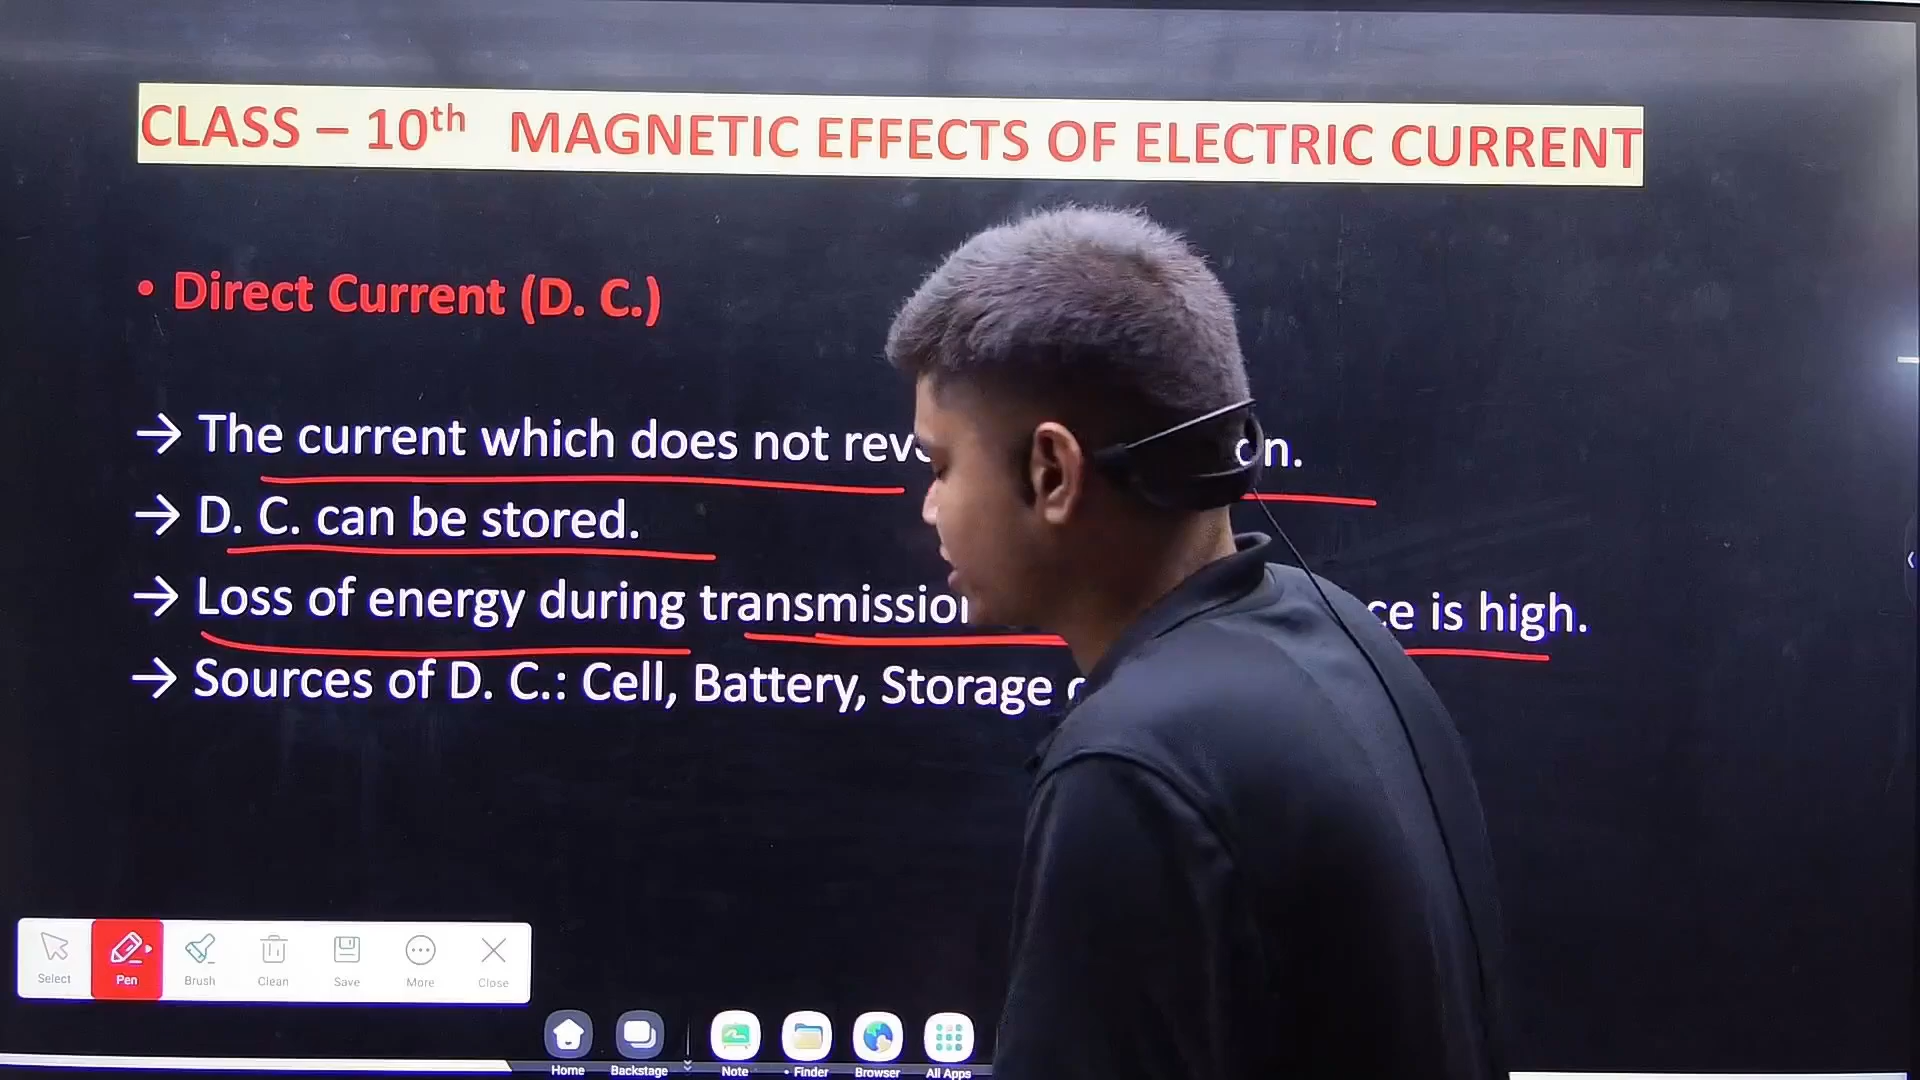 CLASS – 10th MAGNETIC EFFECTS OF ELECTRIC CURRENT
• Direct Current (D. C.)
→ The current which does not
→ D. C. can be stored.
→ Loss of energy during transmission is high.
→ Sources of D. C.: Cell, Battery, Storage
Select Pen Brush Clean Save More Close
Home Backstage Note • Finder Browser All Apps